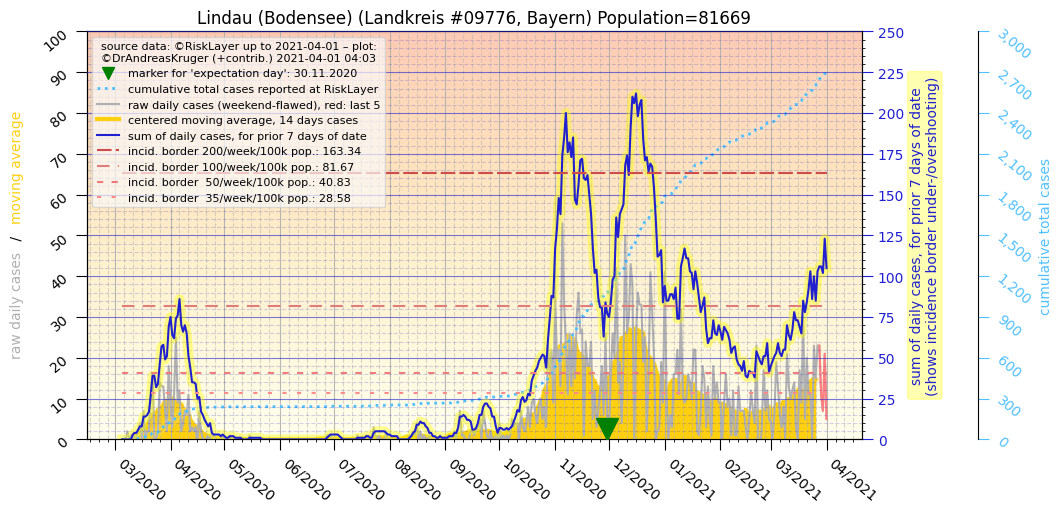 Lindau (Bodensee) (Landkreis #09776, Bayern) Population=81669
source data: ©RiskLayer up to 2021-04-01 – plot:
©DrAndreasKruger (+contrib.) 2021-04-01 04:03
marker for 'expectation day': 30.11.2020
cumulative total cases reported at RiskLayer
raw daily cases (weekend-flawed), red: last 5
centered moving average, 14 days cases
sum of daily cases, for prior 7 days of date
incid. border 200/week/100k pop.: 163.34
incid. border 100/week/100k pop.: 81.67
incid. border  50/week/100k pop.: 40.83
incid. border  35/week/100k pop.: 28.58
raw daily cases / moving average
100
90
80
70
60
50
40
30
20
10
0
250
225
200
175
150
125
100
75
50
25
0
sum of daily cases, for prior 7 days of date
(shows incidence border under-/overshooting)
3,000
2,700
2,400
2,100
1,800
1,500
1,200
900
600
300
0
cumulative total cases
03/2020
04/2020
05/2020
06/2020
07/2020
08/2020
09/2020
10/2020
11/2020
12/2020
01/2021
02/2021
03/2021
04/2021